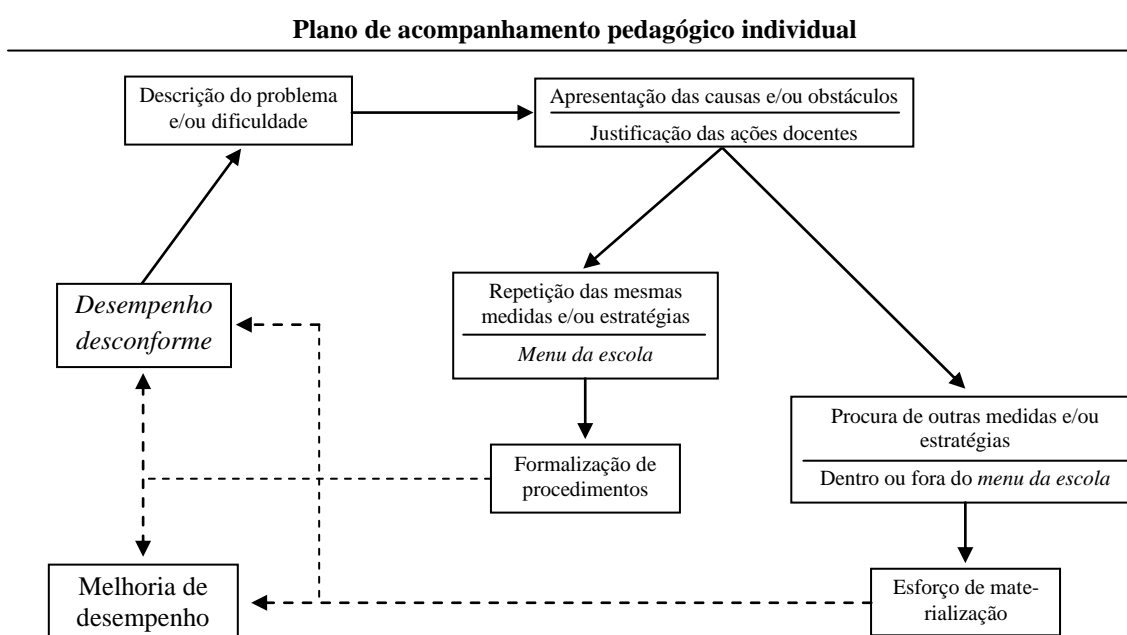 Plano de acompanhamento pedagógico individual
Descrição do problema
e/ou dificuldade
Apresentação das causas e/ou obstáculos
Justificação das ações docentes
Desempenho
desconforme
Repetição das mesmas
medidas e/ou estratégias
Menu da escola
Procura de outras medidas e/ou
estratégias
Dentro ou fora do menu da escola
Formalização de
procedimentos
Melhoria de
desempenho
Esforço de mate-
rialização